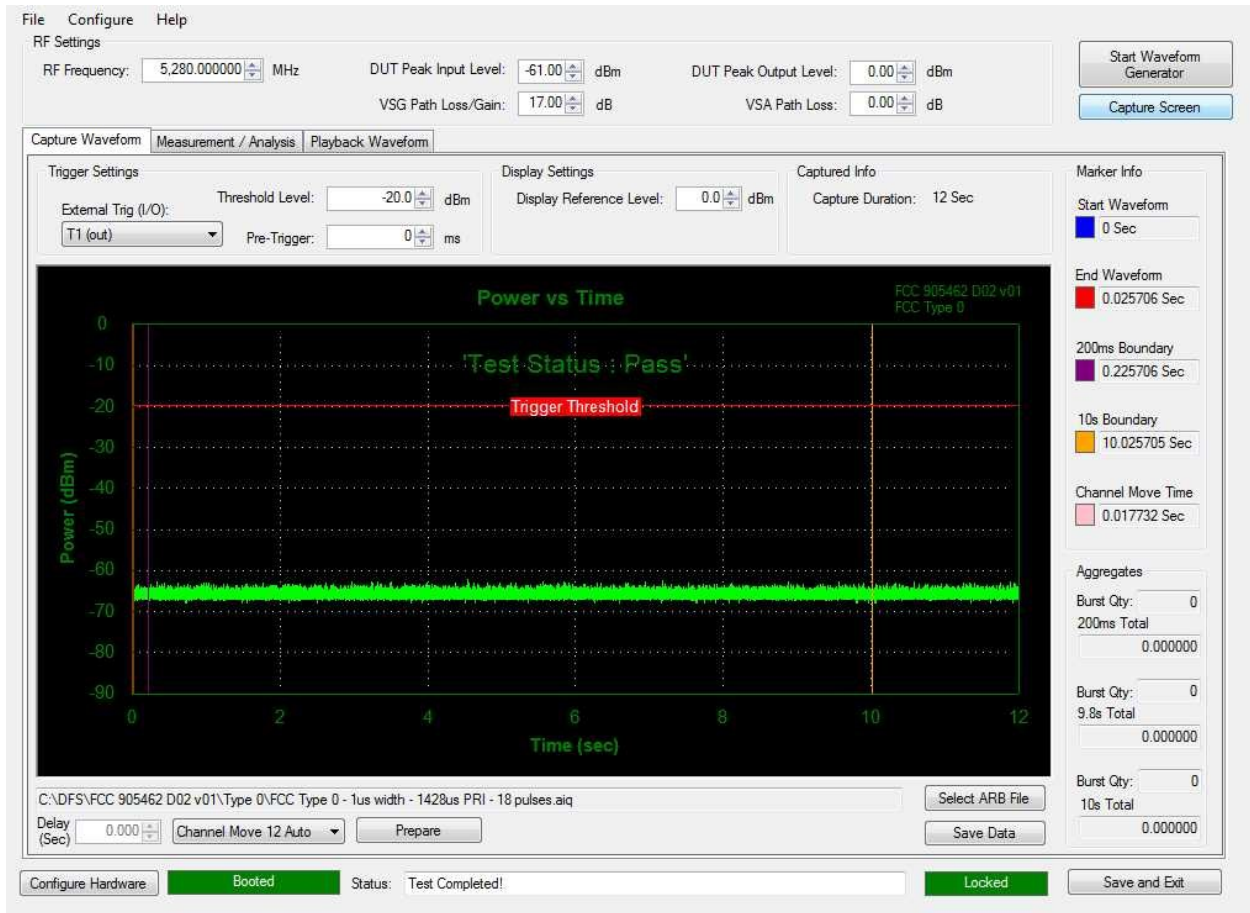 File Configure Help
RF Settings
RF Frequency: 5,280.000000 MHz DUT Peak Input Level: -61.00 dBm DUT Peak Output Level: 0.00 dBm
VSG Path Loss/Gain: 17.00 dB VSA Path Loss: 0.00 dB
Start Waveform Generator
Capture Screen
Capture Waveform Measurement / Analysis Playback Waveform
Trigger Settings
Threshold Level: -20.0 dBm
External Trig (I/O):
T1 (out)
Pre-Trigger: 0 ms
Display Settings
Display Reference Level: 0.0 dBm
Captured Info
Capture Duration: 12 Sec
Marker Info
Start Waveform
0 Sec
End Waveform
0.025706 Sec
200ms Boundary
0.225706 Sec
10s Boundary
10.025705 Sec
Channel Move Time
0.017732 Sec
Aggregates
Burst Qty: 0
200ms Total
0.000000
Burst Qty: 0
9.8s Total
0.000000
Burst Qty: 0
10s Total
0.000000
Power vs Time
FCC 905462 D02 v01
FCC Type 0
'Test Status : Pass'
Trigger Threshold
Power (dBm)
0
-10
-20
-30
-40
-50
-60
-70
-80
-90
0 2 4 6 8 10 12
Time (sec)
C:\DFS\FCC 905462 D02 v01\Type 0\FCC Type 0 - 1us width - 1428us PRI - 18 pulses.aiq
Select ARB File
Delay (Sec) 0.000 Channel Move 12 Auto Prepare
Save Data
Configure Hardware Booted Status: Test Completed! Locked Save and Exit